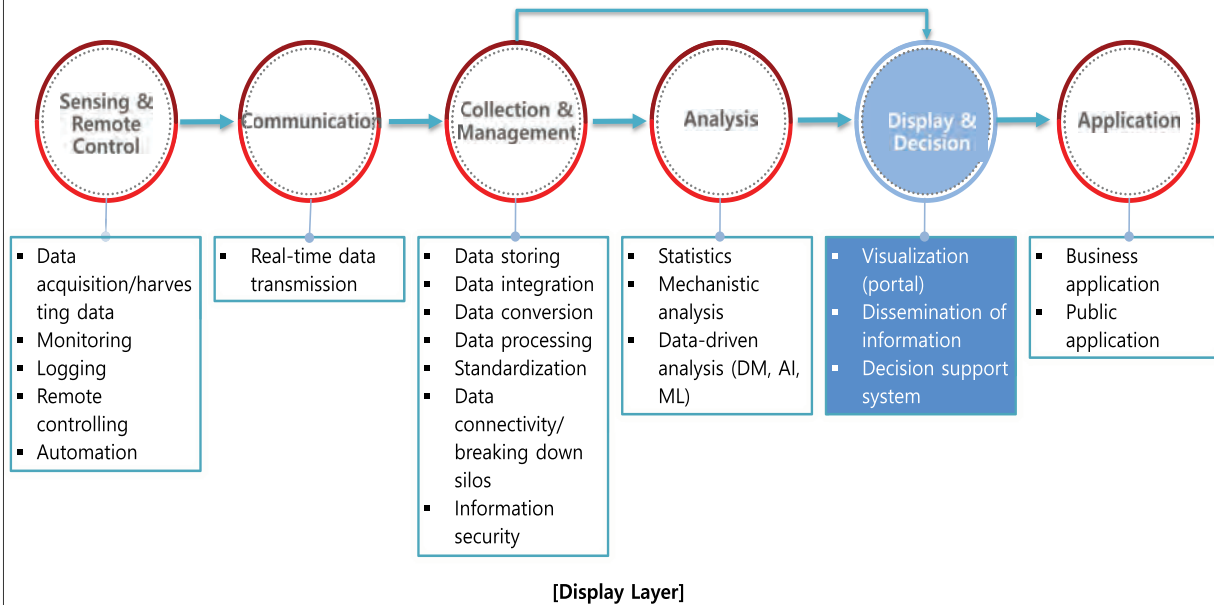 Sensing &
Remote
Control
Communication
Collection &
Management
Analysis
Display &
Decision
Application
▪ Data
acquisition/harves
ting data
▪ Monitoring
▪ Logging
▪ Remote
controlling
▪ Automation
▪ Real-time data
transmission
▪ Data storing
▪ Data integration
▪ Data conversion
▪ Data processing
▪ Standardization
▪ Data
connectivity/
breaking down
silos
▪ Information
security
▪ Statistics
▪ Mechanistic
analysis
▪ Data-driven
analysis (DM, AI,
ML)
▪ Visualization
(portal)
▪ Dissemination of
information
▪ Decision support
system
▪ Business
application
▪ Public
application
[Display Layer]